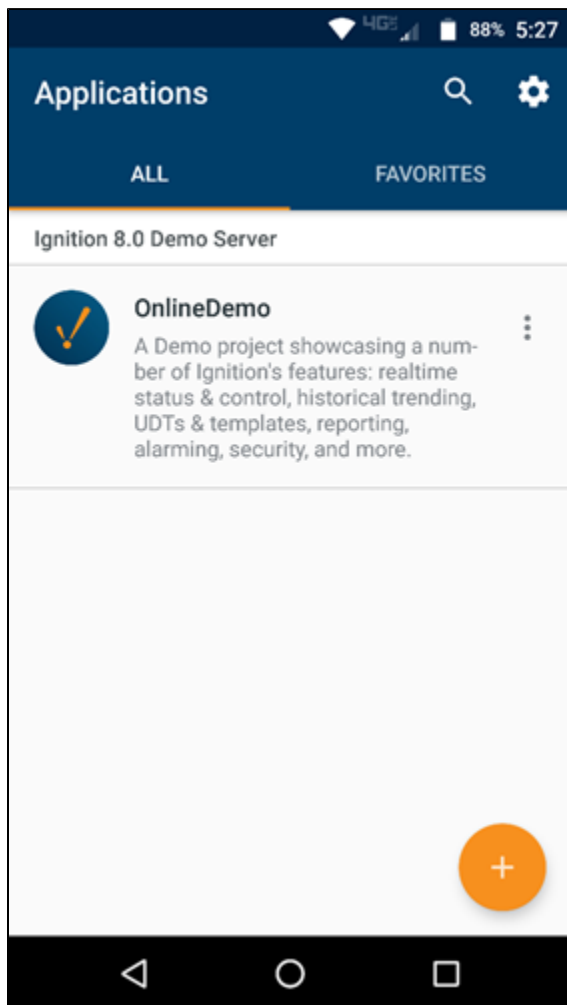 4G 88% 5:27
Applications
ALL FAVORITES
Ignition 8.0 Demo Server
OnlineDemo
A Demo project showcasing a num-
ber of Ignition's features: realtime
status & control, historical trending,
UDTs & templates, reporting,
alarming, security, and more.
+